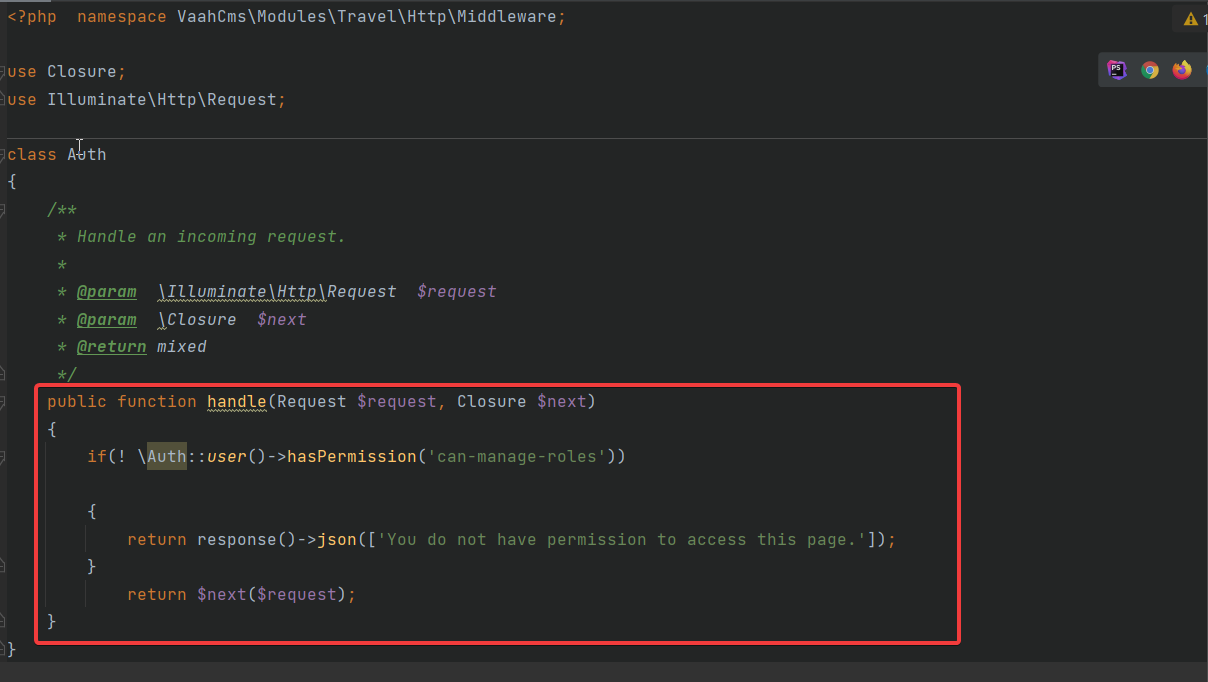 <?php  namespace VaahCms\Modules\Travel\Http\Middleware;
use Closure;
use Illuminate\Http\Request;
class Auth
{
    /**
     * Handle an incoming request.
     *
     * @param  \Illuminate\Http\Request  $request
     * @param  \Closure  $next
     * @return mixed
     */
    public function handle(Request $request, Closure $next)
    {
        if(! \Auth::user()->hasPermission('can-manage-roles'))
        {
            return response()->json(['You do not have permission to access this page.']);
        }
            return $next($request);
    }
}
1
PS